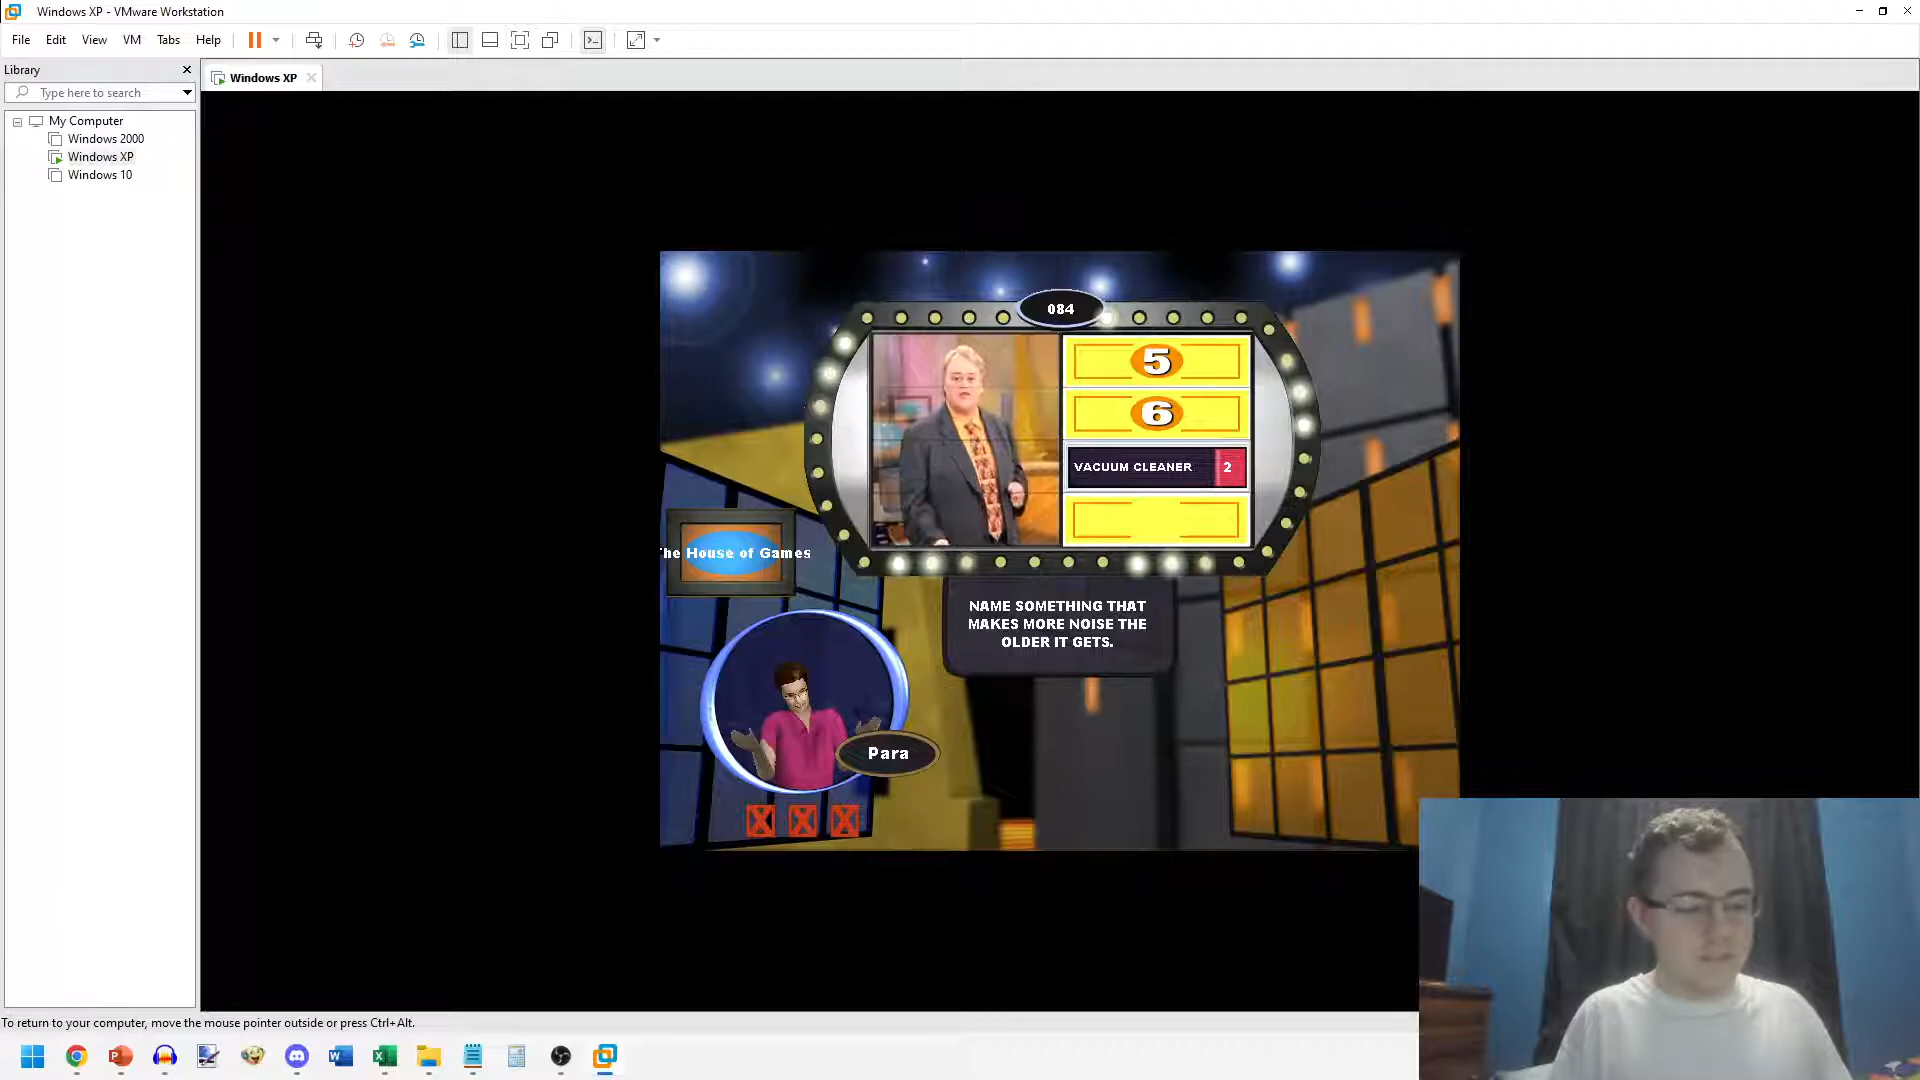 Windows XP - VMware Workstation
File Edit View VM Tabs Help
Library
Windows XP
Type here to search
My Computer
Windows 2000
Windows XP
Windows 10
084
5
6
VACUUM CLEANER 2
he House of Games
NAME SOMETHING THAT
MAKES MORE NOISE THE
OLDER IT GETS.
Para
X X X
To return to your computer, move the mouse pointer outside or press Ctrl+Alt.